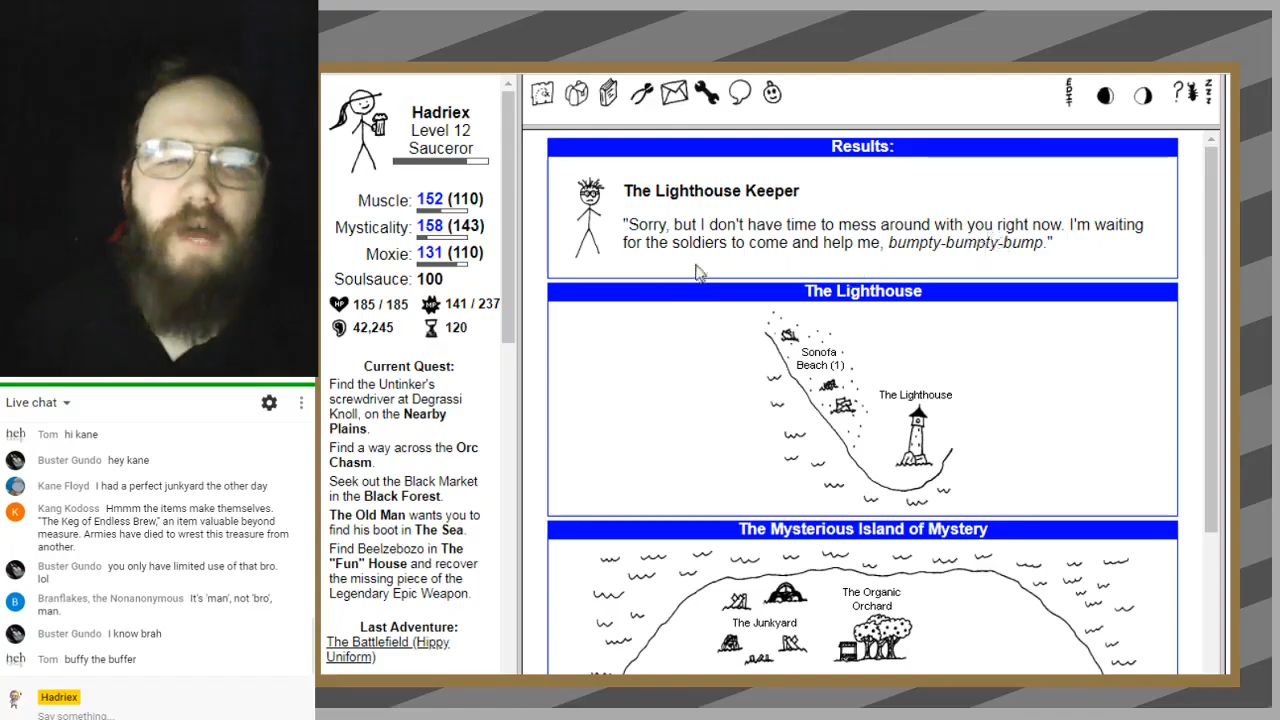 Hadriex
Level 12
Sauceror
Muscle: 152 (110)
Mysticality: 158 (143)
Moxie: 131 (110)
Soulsauce: 100
HP 185 / 185 MP 141 / 237
42,245 120
Current Quest:
Find the Untinker's
screwdriver at Degrassi
Knoll, on the Nearby
Plains.
Find a way across the Orc
Chasm.
Seek out the Black Market
in the Black Forest.
The Old Man wants you to
find his boot in The Sea.
Find Beelzebozo in The
"Fun" House and recover
the missing piece of the
Legendary Epic Weapon.
Last Adventure:
The Battlefield (Hippy
Uniform)
EDIT
? Zzz
Results:
The Lighthouse Keeper
"Sorry, but I don't have time to mess around with you right now. I'm waiting
for the soldiers to come and help me, bumpty-bumpty-bump."
The Lighthouse
Sonofa
Beach (1)
The Lighthouse
The Mysterious Island of Mystery
The Organic
Orchard
The Junkyard
Live chat
heh Tom hi kane
Buster Gundo hey kane
Kane Floyd I had a perfect junkyard the other day
K Kang Kodoss Hmmm the items make themselves.
"The Keg of Endless Brew," an item valuable beyond
measure. Armies have died to wrest this treasure from
another.
Buster Gundo you only have limited use of that bro.
lol
B Branflakes, the Nonanonymous It's 'man', not 'bro',
man.
Buster Gundo I know brah
heh Tom buffy the buffer
Hadriex
Say something...